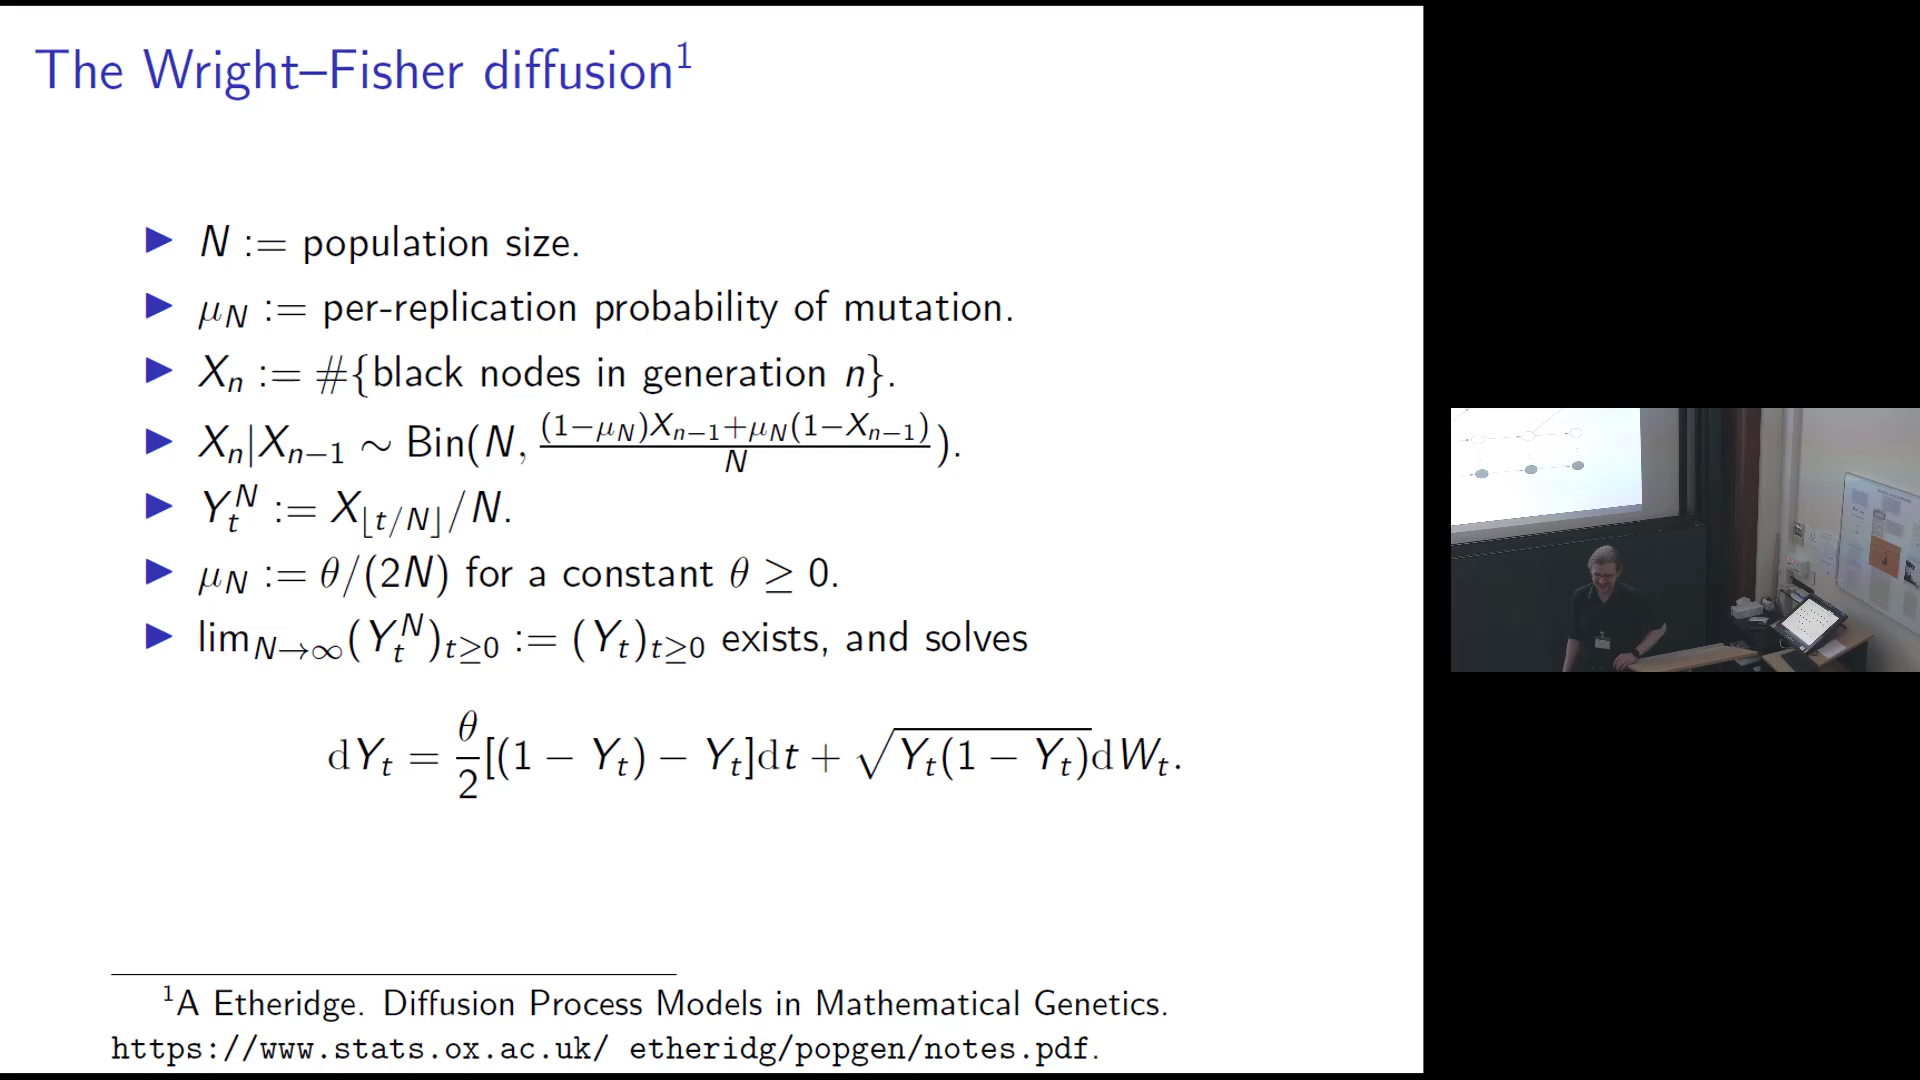 The Wright–Fisher diffusion¹
▶ N := population size.
▶ μ_N := per-replication probability of mutation.
▶ X_n := #{black nodes in generation n}.
▶ X_n|X_{n−1} ∼ Bin(N, \frac{(1−μ_N)X_{n−1}+μ_N(1−X_{n−1})}{N}).
▶ Y_t^N := X_{⌊t/N⌋}/N.
▶ μ_N := θ/(2N) for a constant θ ≥ 0.
▶ lim_{N→∞}(Y_t^N)_{t≥0} := (Y_t)_{t≥0} exists, and solves
dY_t = \frac{θ}{2}[(1 − Y_t) − Y_t]dt + \sqrt{Y_t(1 − Y_t)}dW_t.
¹A Etheridge. Diffusion Process Models in Mathematical Genetics.
https://www.stats.ox.ac.uk/ etheridg/popgen/notes.pdf.